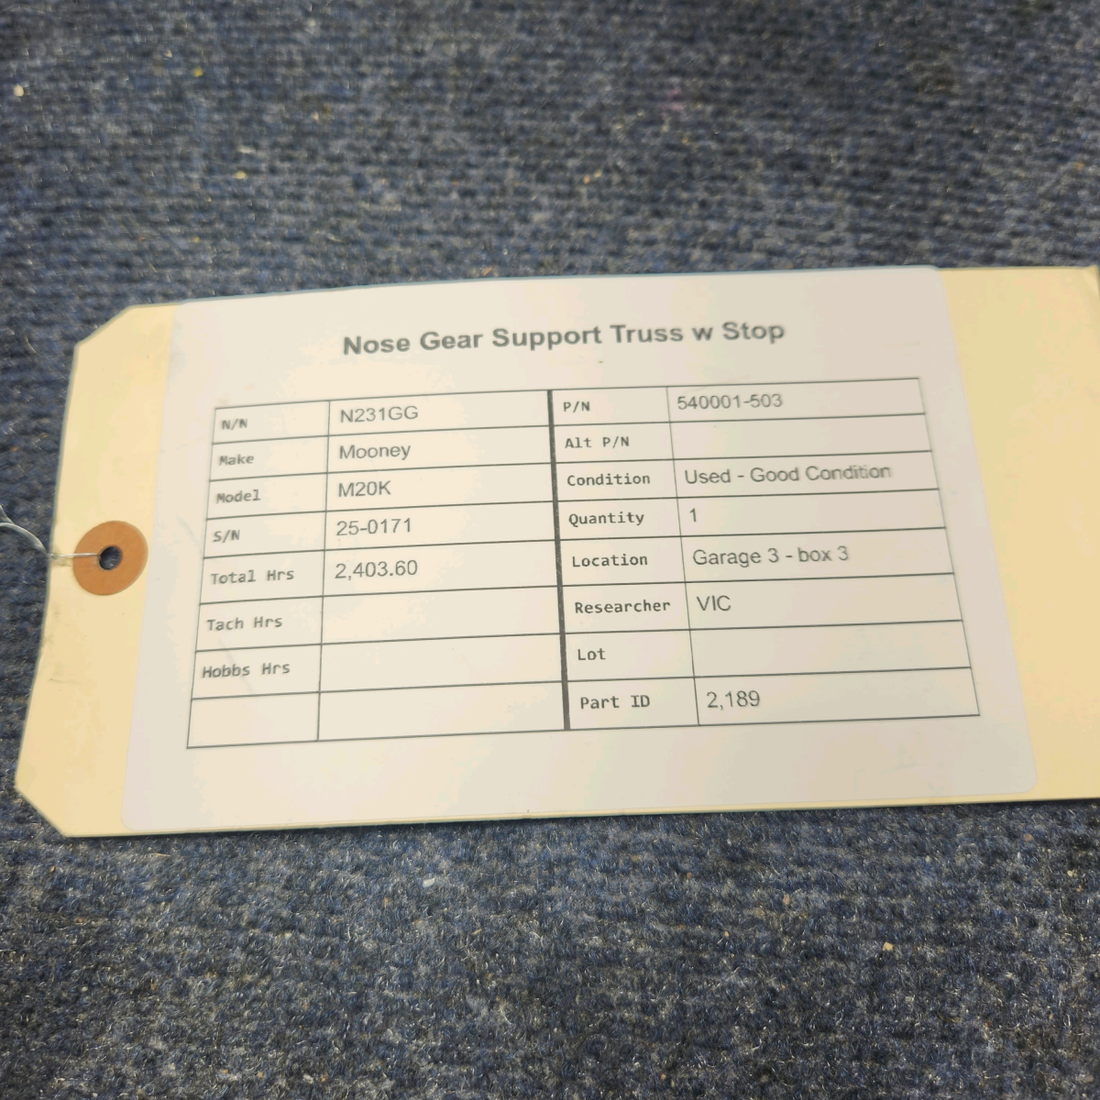 Nose Gear Support Truss w Stop
N/N N231GG P/N 540001-503
Make Mooney Alt P/N
Model M20K Condition Used - Good Condition
S/N 25-0171 Quantity 1
Total Hrs 2,403.60 Location Garage 3 - box 3
Tach Hrs Researcher VIC
Hobbs Hrs Lot
Part ID 2,189